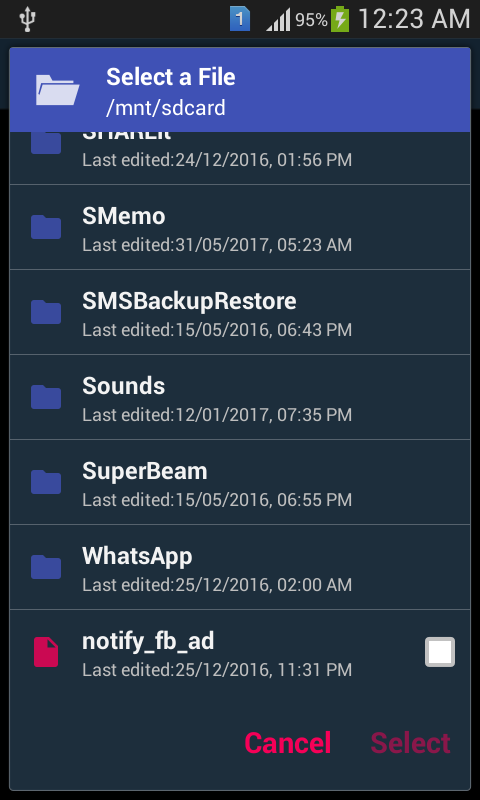 1 95% 12:23 AM
Select a File
/mnt/sdcard
SHAREit
Last edited:24/12/2016, 01:56 PM
SMemo
Last edited:31/05/2017, 05:23 AM
SMSBackupRestore
Last edited:15/05/2016, 06:43 PM
Sounds
Last edited:12/01/2017, 07:35 PM
SuperBeam
Last edited:15/05/2016, 06:55 PM
WhatsApp
Last edited:25/12/2016, 02:00 AM
notify_fb_ad
Last edited:25/12/2016, 11:31 PM
Cancel Select